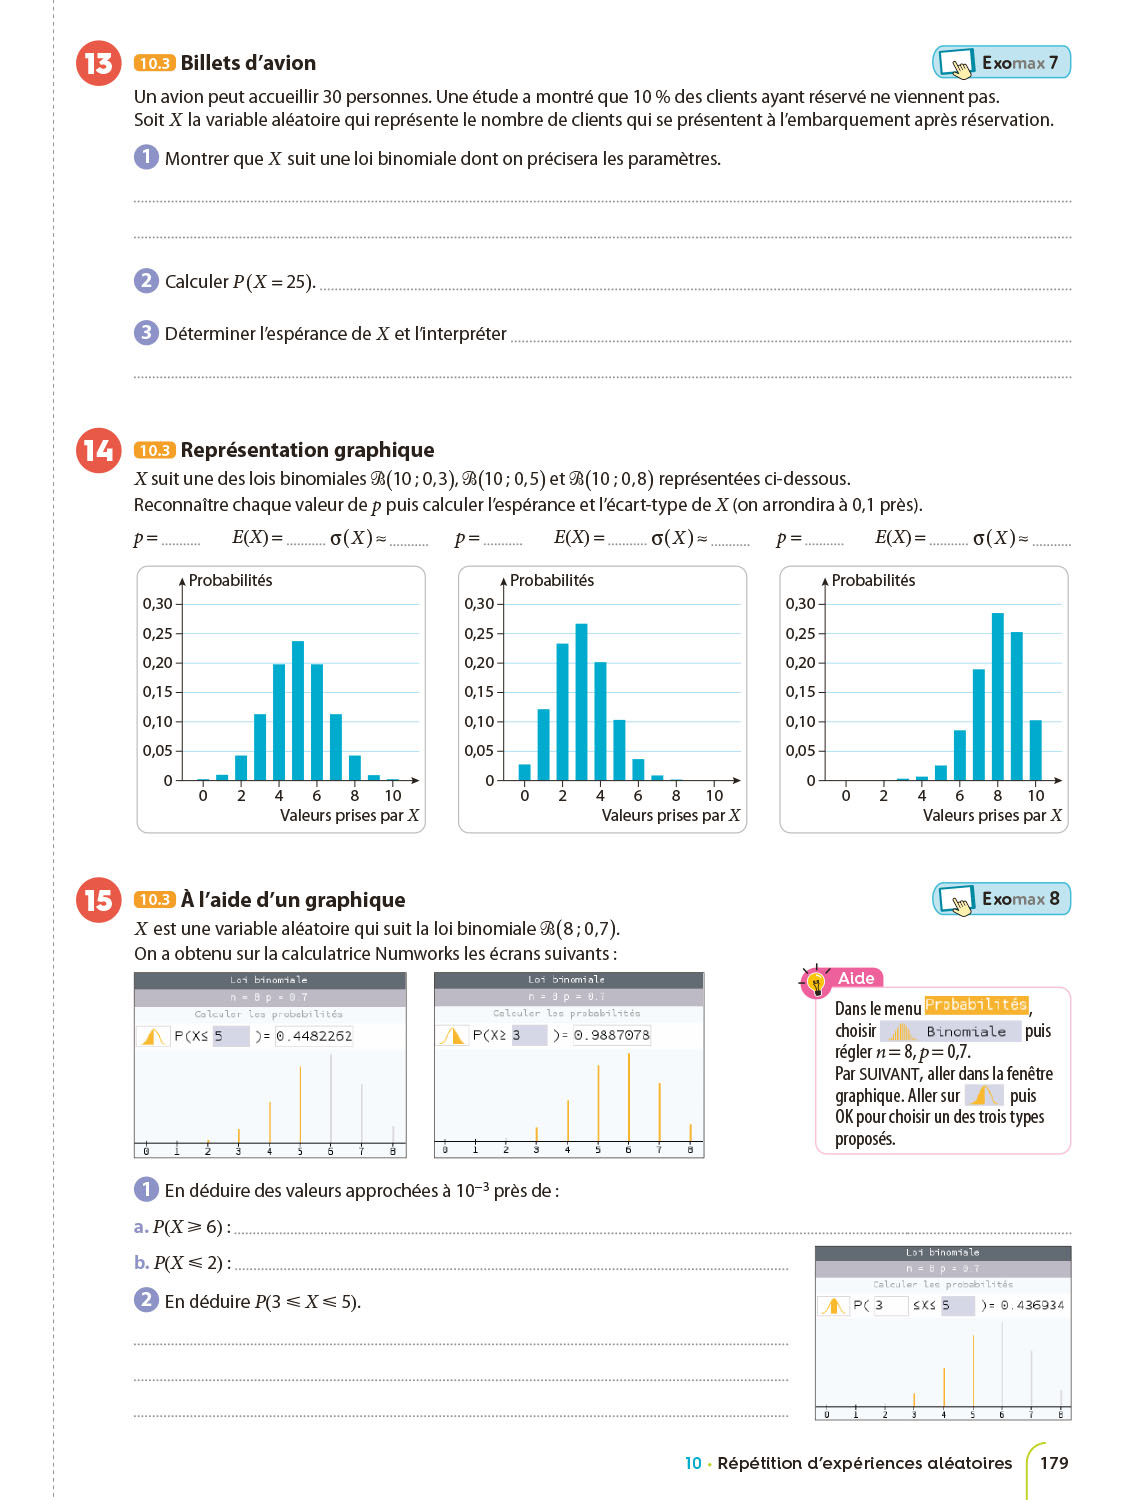 13 10.3 Billets d'avion Exomax 7
Un avion peut accueillir 30 personnes. Une étude a montré que 10 % des clients ayant réservé ne viennent pas.
Soit X la variable aléatoire qui représente le nombre de clients qui se présentent à l'embarquement après réservation.
1 Montrer que X suit une loi binomiale dont on précisera les paramètres.
2 Calculer P(X = 25).
3 Déterminer l'espérance de X et l'interpréter
14 10.3 Représentation graphique
X suit une des lois binomiales ℬ(10 ; 0,3), ℬ(10 ; 0,5) et ℬ(10 ; 0,8) représentées ci-dessous.
Reconnaître chaque valeur de p puis calculer l'espérance et l'écart-type de X (on arrondira à 0,1 près).
p = E(X) = σ(X) ≈ p = E(X) = σ(X) ≈ p = E(X) = σ(X) ≈
Probabilités
0,30
0,25
0,20
0,15
0,10
0,05
0
0 2 4 6 8 10
Valeurs prises par X
Probabilités
0,30
0,25
0,20
0,15
0,10
0,05
0
0 2 4 6 8 10
Valeurs prises par X
Probabilités
0,30
0,25
0,20
0,15
0,10
0,05
0
0 2 4 6 8 10
Valeurs prises par X
15 10.3 À l'aide d'un graphique Exomax 8
X est une variable aléatoire qui suit la loi binomiale ℬ(8 ; 0,7).
On a obtenu sur la calculatrice Numworks les écrans suivants :
Loi binomiale
n = 8 p = 0.7
Calculer les probabilités
P(X≤ 5 )= 0.4482262
0 1 2 3 4 5 6 7 8
Loi binomiale
n = 8 p = 0.7
Calculer les probabilités
P(X≥ 3 )= 0.9887078
0 1 2 3 4 5 6 7 8
Aide
Dans le menu Probabilités,
choisir Binomiale puis
régler n = 8, p = 0,7.
Par SUIVANT, aller dans la fenêtre
graphique. Aller sur puis
OK pour choisir un des trois types
proposés.
1 En déduire des valeurs approchées à 10⁻³ près de :
a. P(X ⩾ 6) :
b. P(X ⩽ 2) :
2 En déduire P(3 ⩽ X ⩽ 5).
Loi binomiale
n = 8 p = 0.7
Calculer les probabilités
P( 3 ≤X≤ 5 )= 0.436934
0 1 2 3 4 5 6 7 8
10 • Répétition d'expériences aléatoires 179